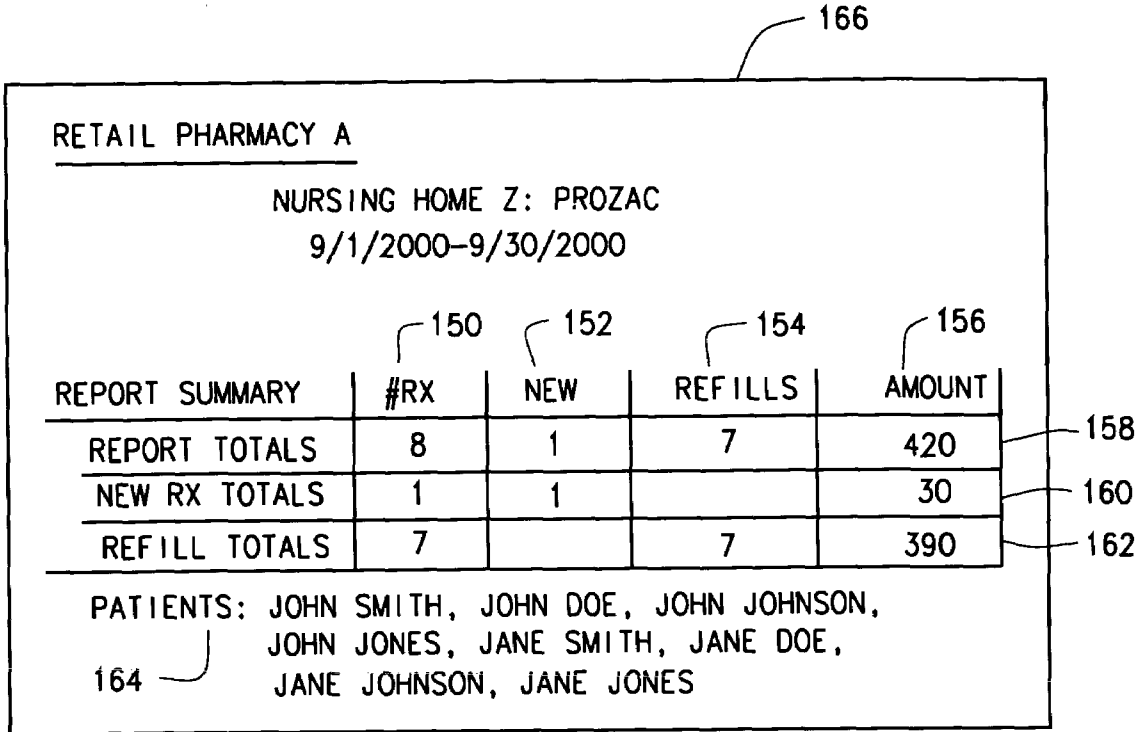 166
RETAIL PHARMACY A
NURSING HOME Z: PROZAC
9/1/2000–9/30/2000
150 152 154 156
REPORT SUMMARY #RX NEW REFILLS AMOUNT
REPORT TOTALS 8 1 7 420 158
NEW RX TOTALS 1 1 30 160
REFILL TOTALS 7 7 390 162
PATIENTS: JOHN SMITH, JOHN DOE, JOHN JOHNSON,
JOHN JONES, JANE SMITH, JANE DOE,
164 JANE JOHNSON, JANE JONES